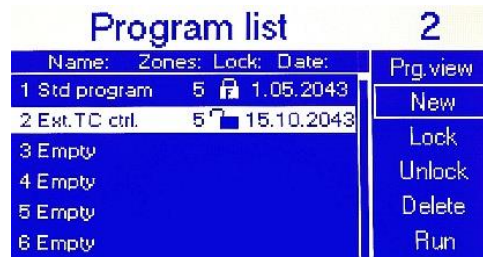 Program list 2
Name: Zones: Lock: Date:
1 Std program 5 1.05.2043
2 Ext.TC ctrl. 5 15.10.2043
3 Empty
4 Empty
5 Empty
6 Empty
Prg.view
New
Lock
Unlock
Delete
Run